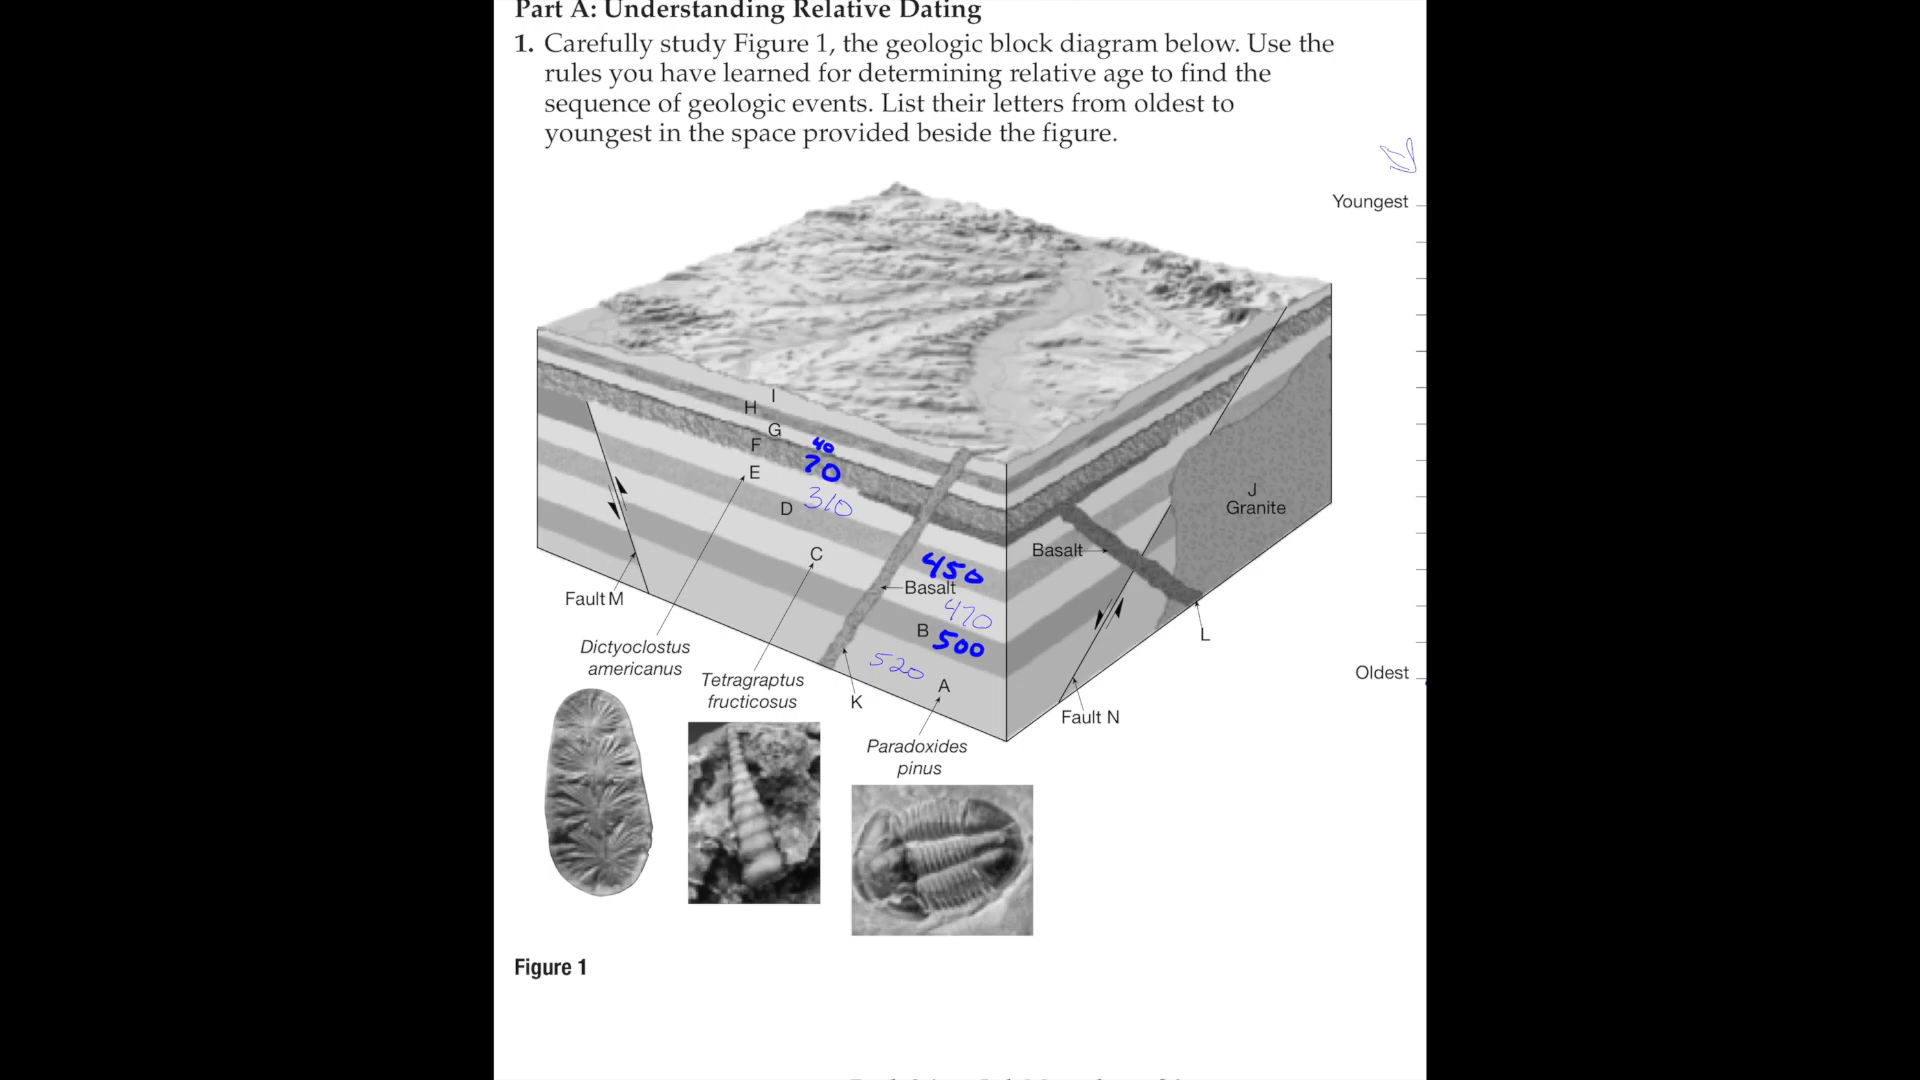 Part A: Understanding Relative Dating
1. Carefully study Figure 1, the geologic block diagram below. Use the
rules you have learned for determining relative age to find the
sequence of geologic events. List their letters from oldest to
youngest in the space provided beside the figure.
Youngest
I
H
G
F
40
70
E
310
D
J
Granite
C
Basalt
450
Basalt
470
B
500
520
A
Fault M
L
Oldest
K
Fault N
Dictyoclostus
americanus
Tetragraptus
fructicosus
Paradoxides
pinus
Figure 1